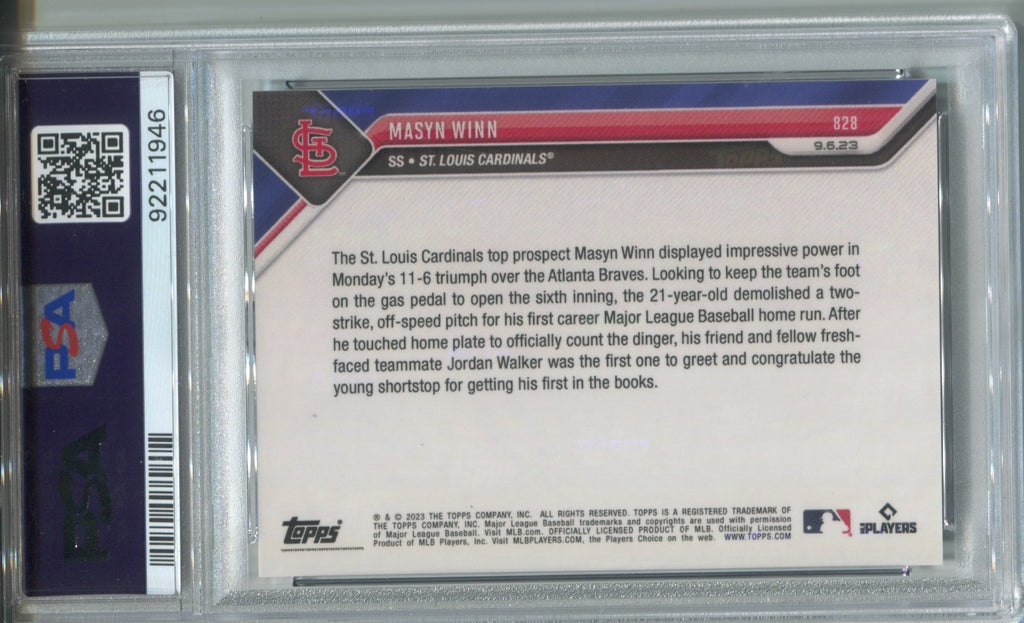 92211946
PSA
PSA
STL
MASYN WINN
828
SS • ST. LOUIS CARDINALS®
9.6.23
The St. Louis Cardinals top prospect Masyn Winn displayed impressive power in
Monday's 11-6 triumph over the Atlanta Braves. Looking to keep the team's foot
on the gas pedal to open the sixth inning, the 21-year-old demolished a two-
strike, off-speed pitch for his first career Major League Baseball home run. After
he touched home plate to officially count the dinger, his friend and fellow fresh-
faced teammate Jordan Walker was the first one to greet and congratulate the
young shortstop for getting his first in the books.
topps
® & © 2023 THE TOPPS COMPANY, INC. ALL RIGHTS RESERVED. TOPPS IS A REGISTERED TRADEMARK OF
THE TOPPS COMPANY, INC. Major League Baseball trademarks and copyrights are used with permission
of Major League Baseball. Visit MLB.com. OFFICIALLY LICENSED PRODUCT OF MLB. Officially Licensed
Product of MLB Players, Inc. Visit MLBPLAYERS.COM, the Players Choice on the web. WWW.TOPPS.COM
MLB PLAYERS